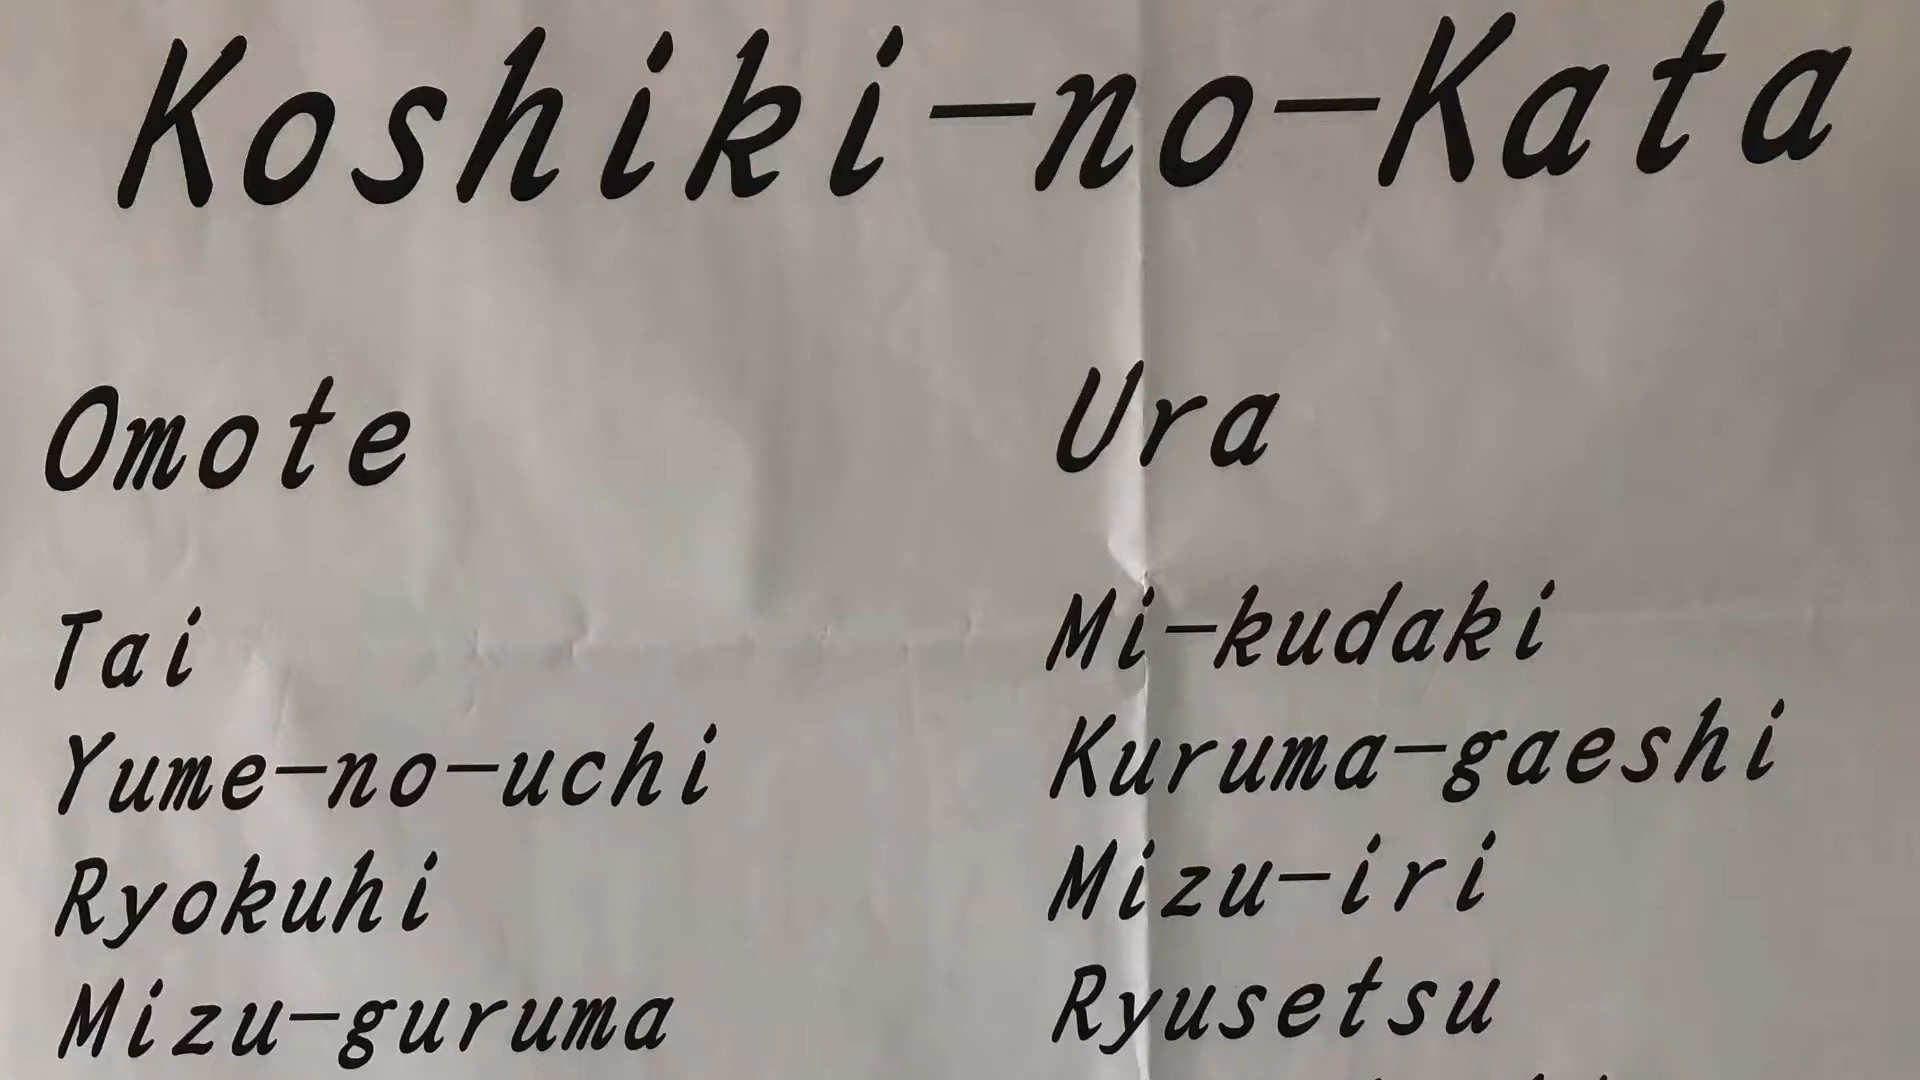 Koshiki-no-Kata
Omote
Ura
Tai
Mi-kudaki
Yume-no-uchi
Kuruma-gaeshi
Ryokuhi
Mizu-iri
Mizu-guruma
Ryusetsu